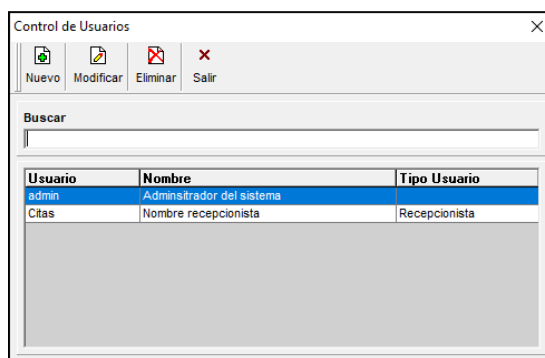 Control de Usuarios
Nuevo Modificar Eliminar Salir
Buscar
Usuario Nombre Tipo Usuario
admin Adminsitrador del sistema
Citas Nombre recepcionista Recepcionista